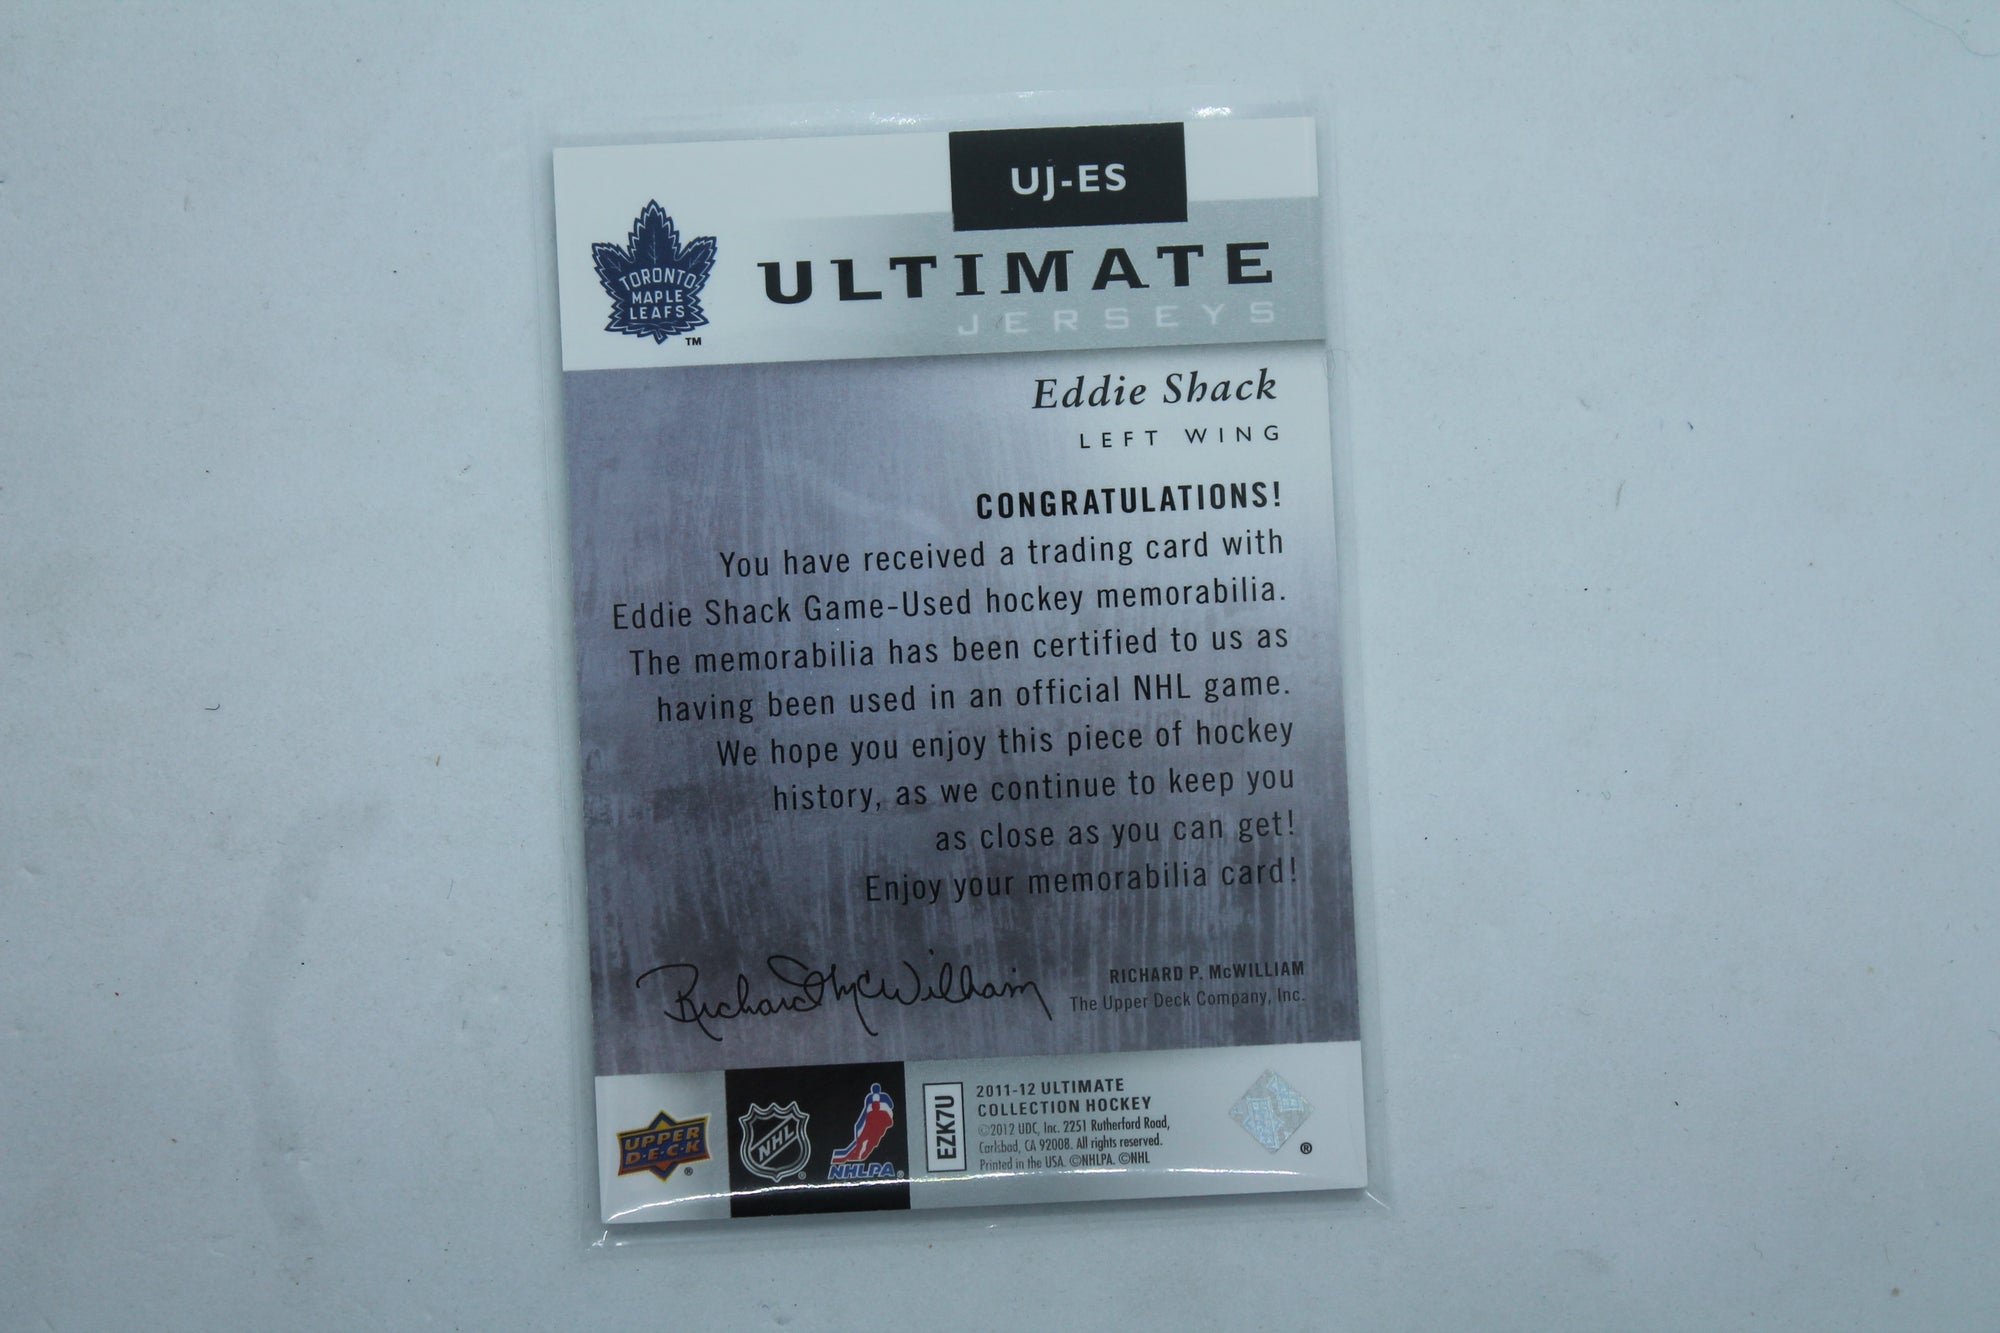 UJ-ES
TORONTO
MAPLE
LEAFS
TM
ULTIMATE
JERSEYS
Eddie Shack
LEFT WING
CONGRATULATIONS!
You have received a trading card with
Eddie Shack Game-Used hockey memorabilia.
The memorabilia has been certified to us as
having been used in an official NHL game.
We hope you enjoy this piece of hockey
history, as we continue to keep you
as close as you can get!
Enjoy your memorabilia card!
Richard McWilliam
RICHARD P. McWILLIAM
The Upper Deck Company, Inc.
UPPER
D•E•C•K
®
NHL
®
NHLPA®
EZK7U
2011-12 ULTIMATE
COLLECTION HOCKEY
©2012 UDC, Inc. 2251 Rutherford Road,
Carlsbad, CA 92008. All rights reserved.
Printed in the USA. ©NHLPA. ©NHL
®